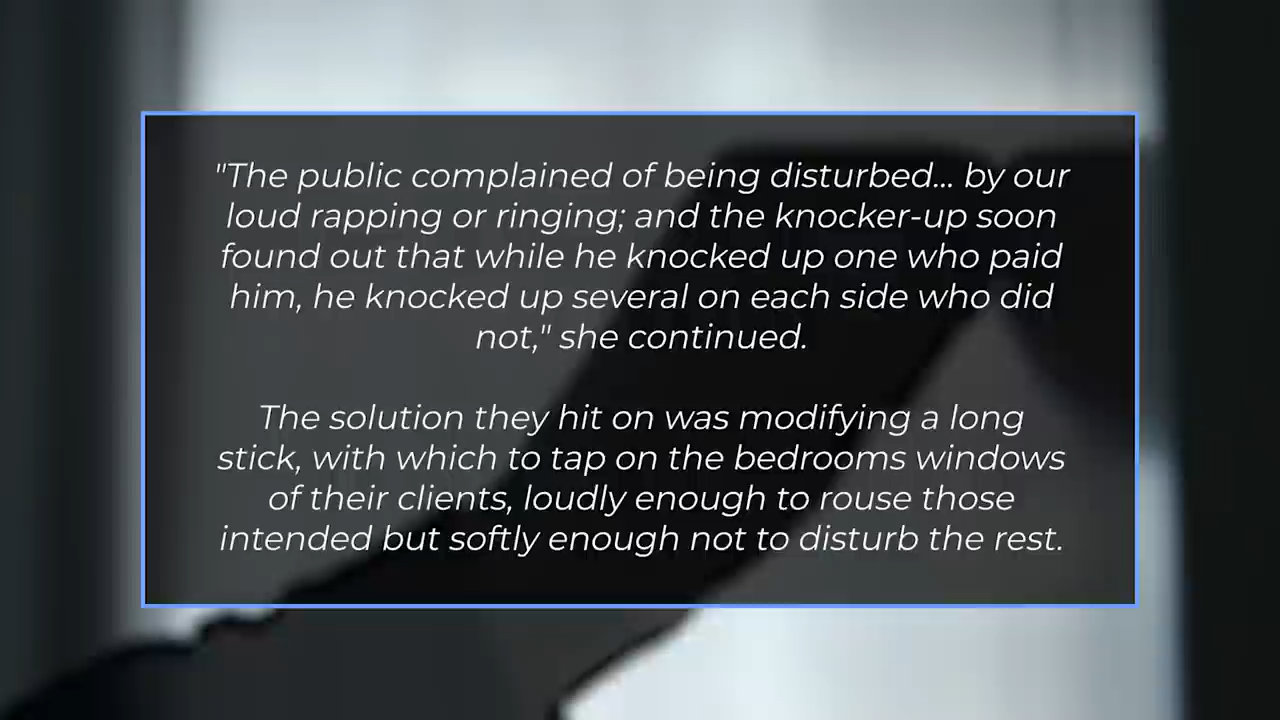 "The public complained of being disturbed... by our
loud rapping or ringing; and the knocker-up soon
found out that while he knocked up one who paid
him, he knocked up several on each side who did
not," she continued.
The solution they hit on was modifying a long
stick, with which to tap on the bedrooms windows
of their clients, loudly enough to rouse those
intended but softly enough not to disturb the rest.